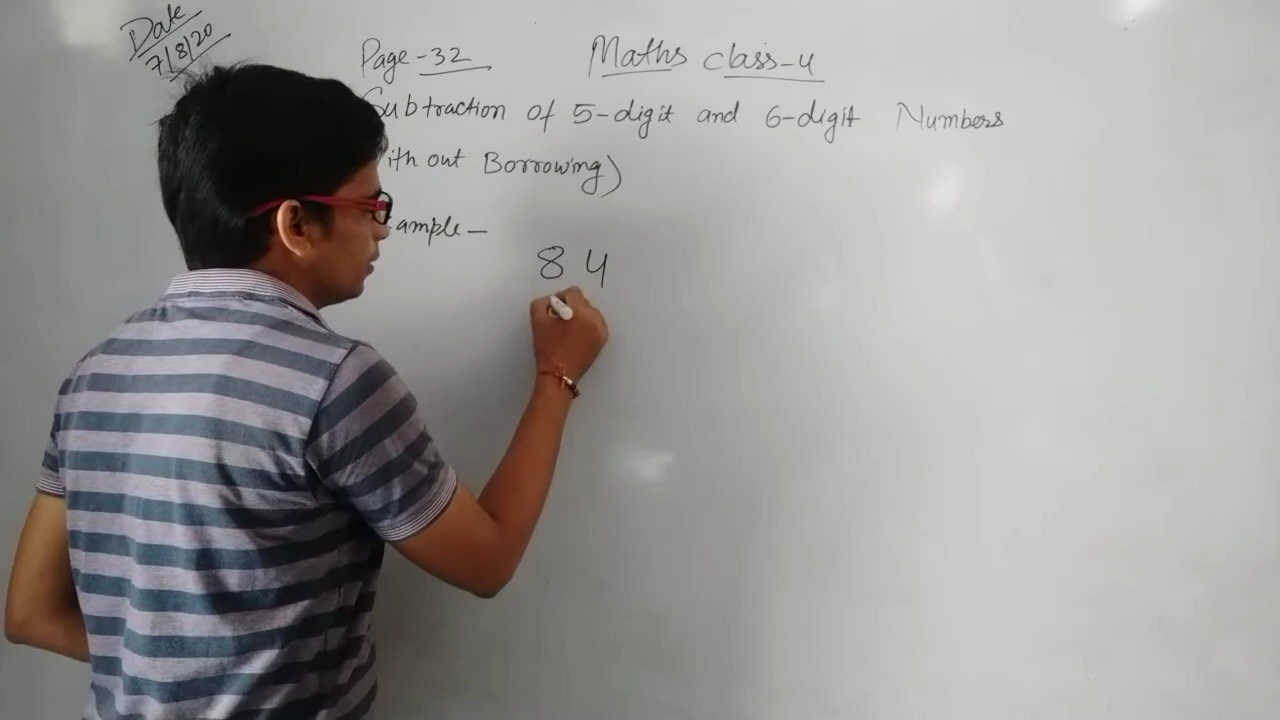 Date
7/8/20
Page-32 Maths class-4
Subtraction of 5-digit and 6-digit Numbers
ith out Borrowing)
ample-
8 4